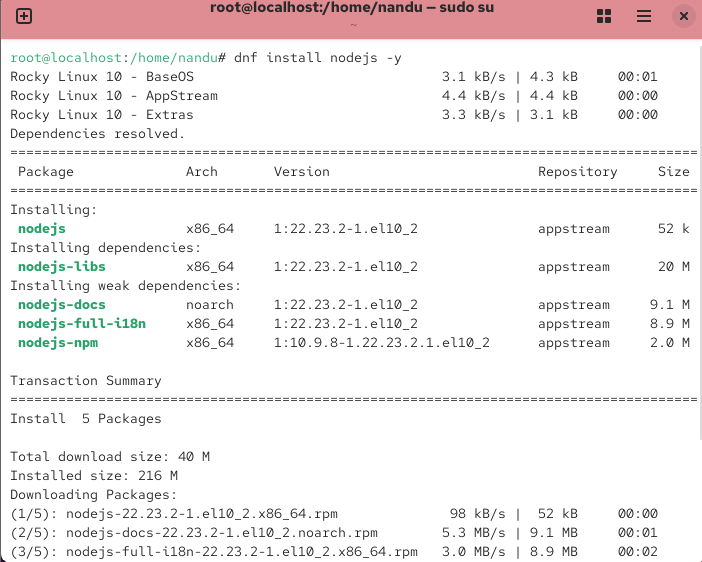 root@localhost:/home/nandu — sudo su
~
root@localhost:/home/nandu# dnf install nodejs -y
Rocky Linux 10 - BaseOS                               3.1 kB/s | 4.3 kB     00:01
Rocky Linux 10 - AppStream                            4.4 kB/s | 4.4 kB     00:00
Rocky Linux 10 - Extras                               3.3 kB/s | 3.1 kB     00:00
Dependencies resolved.
======================================================================================
 Package              Arch       Version                          Repository     Size
======================================================================================
Installing:
 nodejs               x86_64     1:22.23.2-1.el10_2               appstream      52 k
Installing dependencies:
 nodejs-libs          x86_64     1:22.23.2-1.el10_2               appstream      20 M
Installing weak dependencies:
 nodejs-docs          noarch     1:22.23.2-1.el10_2               appstream     9.1 M
 nodejs-full-i18n     x86_64     1:22.23.2-1.el10_2               appstream     8.9 M
 nodejs-npm           x86_64     1:10.9.8-1.22.23.2.1.el10_2      appstream     2.0 M

Transaction Summary
======================================================================================
Install  5 Packages

Total download size: 40 M
Installed size: 216 M
Downloading Packages:
(1/5): nodejs-22.23.2-1.el10_2.x86_64.rpm              98 kB/s |  52 kB     00:00
(2/5): nodejs-docs-22.23.2-1.el10_2.noarch.rpm        5.3 MB/s | 9.1 MB     00:01
(3/5): nodejs-full-i18n-22.23.2-1.el10_2.x86_64.rpm   3.0 MB/s | 8.9 MB     00:02